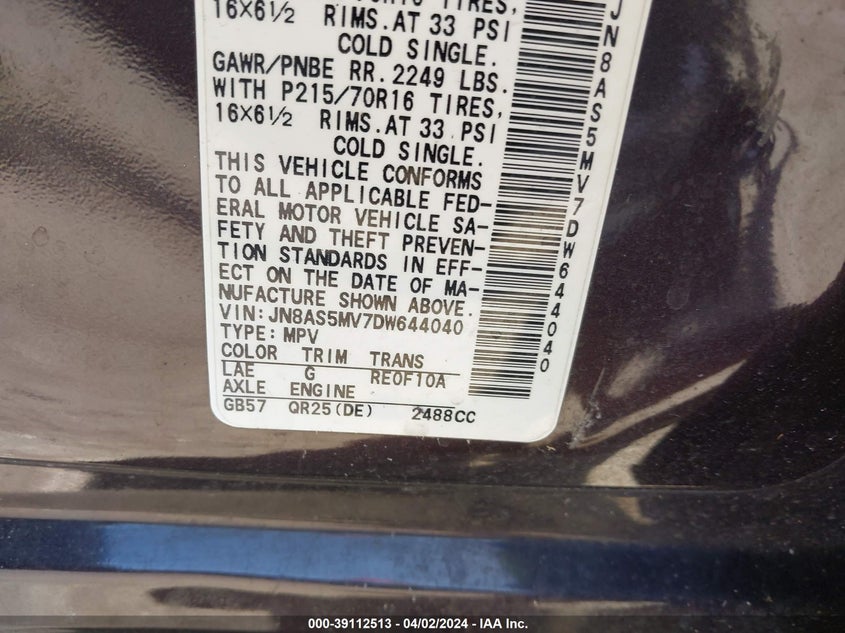 16X6½ RIMS.AT 33 PSI
COLD SINGLE.
GAWR/PNBE RR.2249 LBS.
WITH P215/70R16 TIRES,
16X6½ RIMS.AT 33 PSI
COLD SINGLE.
THIS VEHICLE CONFORMS
TO ALL APPLICABLE FED-
ERAL MOTOR VEHICLE SA-
FETY AND THEFT PREVEN-
TION STANDARDS IN EFF-
ECT ON THE DATE OF MA-
NUFACTURE SHOWN ABOVE.
VIN:JN8AS5MV7DW644040
TYPE:MPV
COLOR TRIM TRANS
LAE G RE0F10A
AXLE ENGINE
GB57 QR25(DE) 2488CC
JN8AS5MV7DW644040
000-39112513 - 04/02/2024 - IAA Inc.